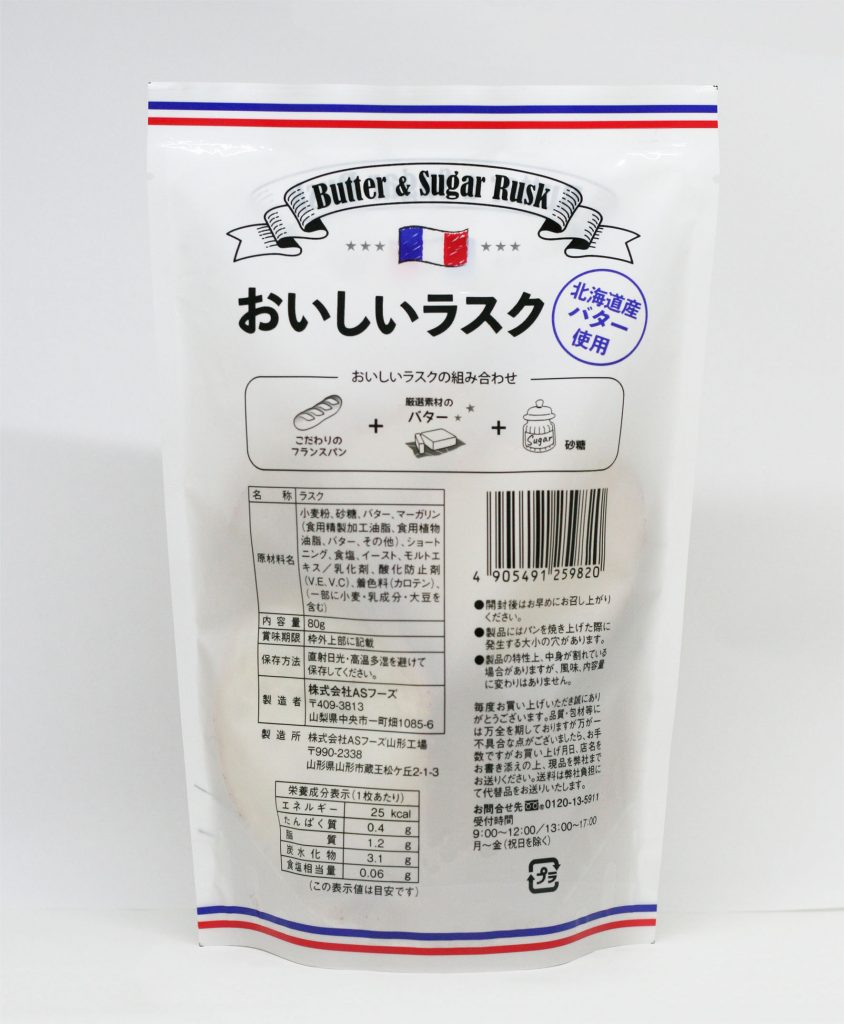 Butter & Sugar Rusk
おいしいラスク
北海道産
バター
使用
おいしいラスクの組み合わせ
こだわりの
フランスパン
+
厳選素材の
バター
+
Sugar
砂糖
名 称 ラスク
原材料名 小麦粉、砂糖、バター、マーガリン
(食用精製加工油脂、食用植物
油脂、バター、その他)、ショート
ニング、食塩、イースト、モルトエ
キス/乳化剤、酸化防止剤
(V.E、V.C)、着色料(カロテン)、
(一部に小麦・乳成分・大豆を
含む)
内 容 量 80g
賞味期限 枠外上部に記載
保存方法 直射日光・高温多湿を避けて
保存してください。
製 造 者 株式会社ASフーズ
〒409-3813
山梨県中央市一町畑1085-6
製 造 所 株式会社ASフーズ山形工場
〒990-2338
山形県山形市蔵王松ケ丘2-1-3
栄養成分表示(1枚あたり)
エネルギー 25 kcal
たんぱく質 0.4 g
脂 質 1.2 g
炭水化物 3.1 g
食塩相当量 0.06 g
(この表示値は目安です)
4 905491 259820
●開封後はお早めにお召し上がり
ください。
●製品にはパンを焼き上げた際に
発生する大小の穴があります。
●製品の特性上、中身が割れている
場合がありますが、風味、内容量
に変わりはありません。
毎度お買い上げいただき誠にあり
がとうございます。品質・包材等に
は万全を期しておりますが万が一
不具合な点がございましたら、お手
数ですがお買い上げ月日、店名を
お書き添えの上、現品を弊社まで
お送りください。送料は弊社負担に
て代替品をお送りいたします。
お問合せ先 0120-13-5911
受付時間
9:00〜12:00/13:00〜17:00
月〜金(祝日を除く)
プラ